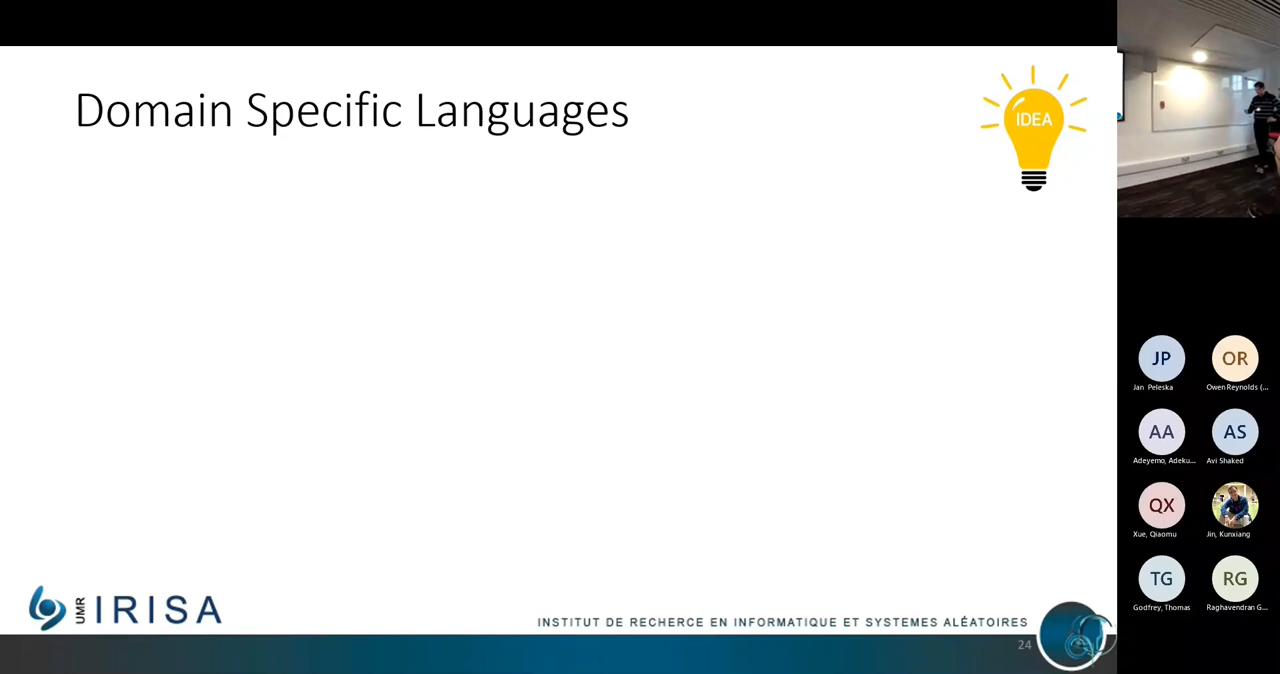 Domain Specific Languages
IDEA
JP
OR
Jan Peleska
Owen Reynolds (...
AA
AS
Adeyemo, Adeku...
Avi Shaked
QX
Xue, Qiaomu
Jin, Kunxiang
TG
RG
Godfrey, Thomas
Raghavendran G...
UMR
IRISA
INSTITUT DE RECHERCE EN INFORMATIQUE ET SYSTEMES ALÉATOIRES
24